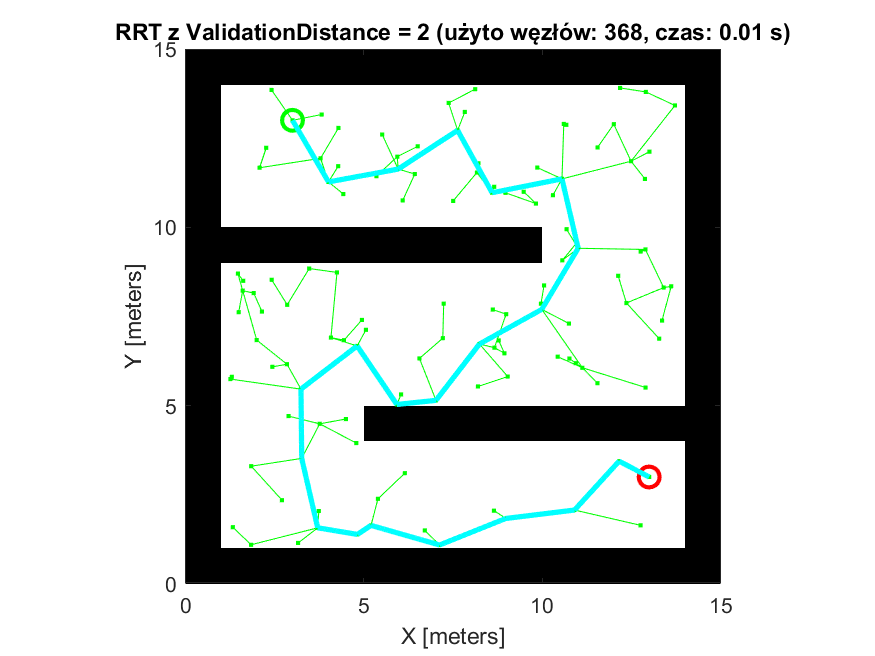 RRT z ValidationDistance = 2 (użyto węzłów: 368, czas: 0.01 s)
15
10
5
0
Y [meters]
0 5 10 15
X [meters]